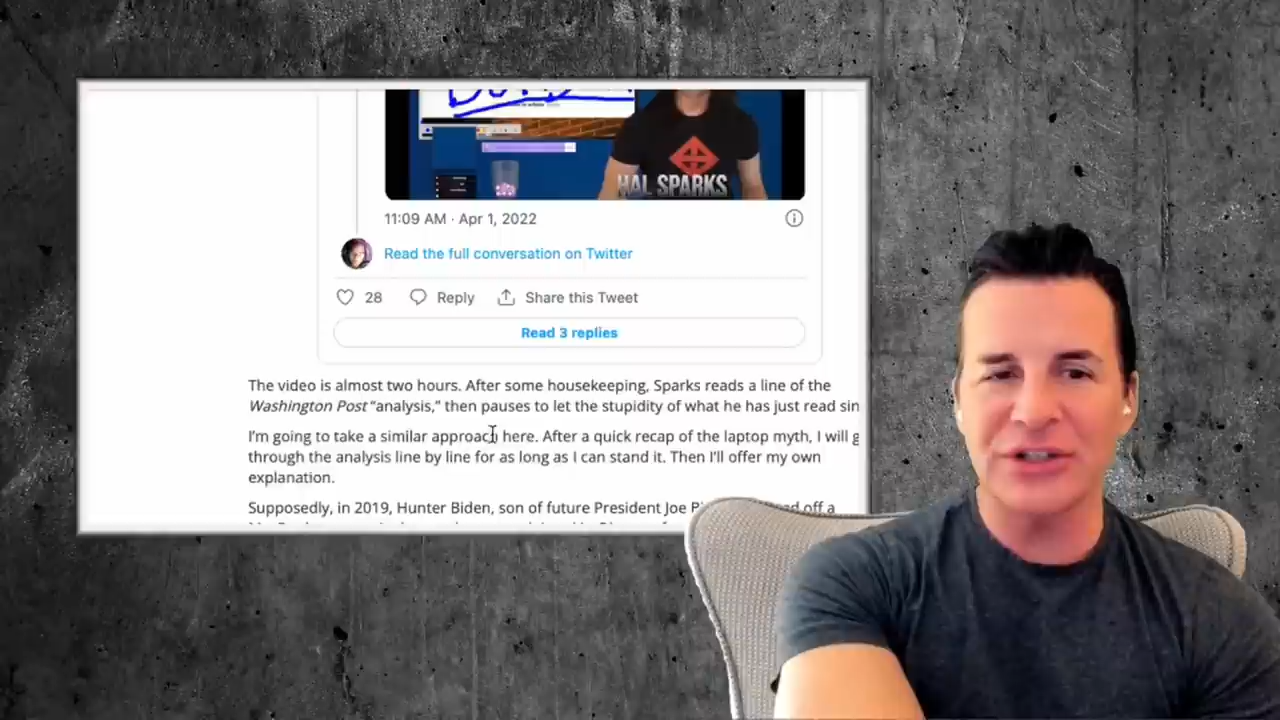 HAL SPARKS
11:09 AM · Apr 1, 2022
Read the full conversation on Twitter
28 Reply Share this Tweet
Read 3 replies
The video is almost two hours. After some housekeeping, Sparks reads a line of the
Washington Post "analysis," then pauses to let the stupidity of what he has just read sin
I'm going to take a similar approach here. After a quick recap of the laptop myth, I will g
through the analysis line by line for as long as I can stand it. Then I'll offer my own
explanation.
Supposedly, in 2019, Hunter Biden, son of future President Joe B d off a